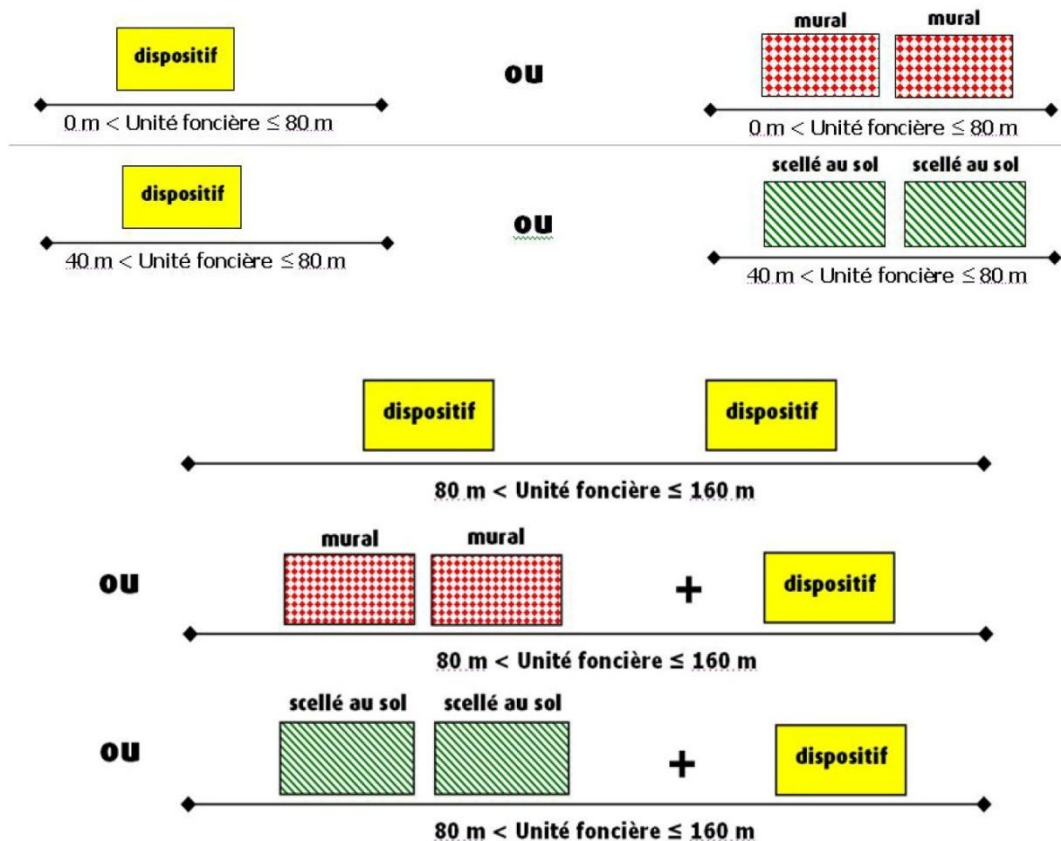 dispositif
ou
mural mural
0 m < Unité foncière ≤ 80 m
0 m < Unité foncière ≤ 80 m
dispositif
ou
scellé au sol scellé au sol
40 m < Unité foncière ≤ 80 m
40 m < Unité foncière ≤ 80 m
dispositif dispositif
80 m < Unité foncière ≤ 160 m
ou
mural mural
+
dispositif
80 m < Unité foncière ≤ 160 m
ou
scellé au sol scellé au sol
+
dispositif
80 m < Unité foncière ≤ 160 m